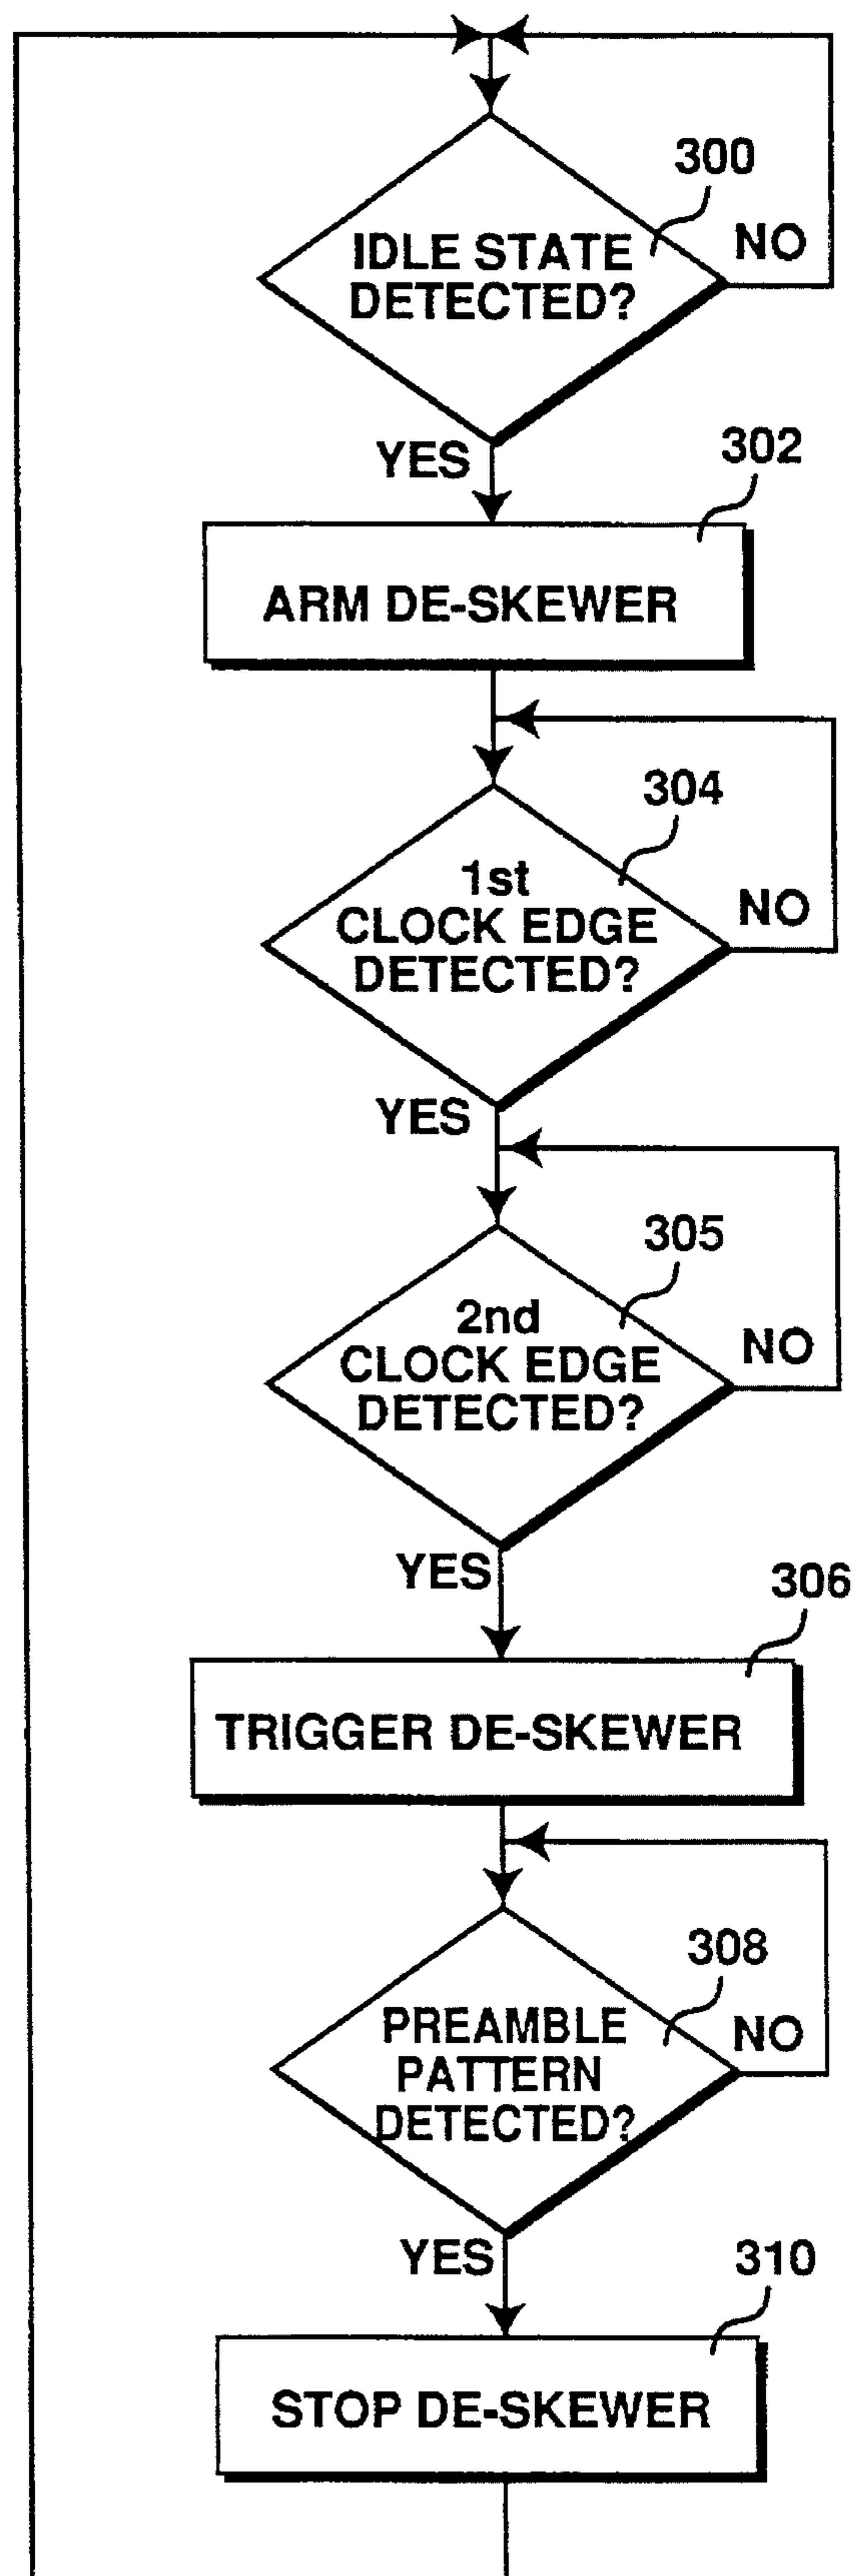 300
IDLE STATE
DETECTED?
NO
YES
302
ARM DE-SKEWER
304
1st
CLOCK EDGE
DETECTED?
NO
YES
305
2nd
CLOCK EDGE
DETECTED?
NO
YES
306
TRIGGER DE-SKEWER
308
PREAMBLE
PATTERN
DETECTED?
NO
YES
310
STOP DE-SKEWER